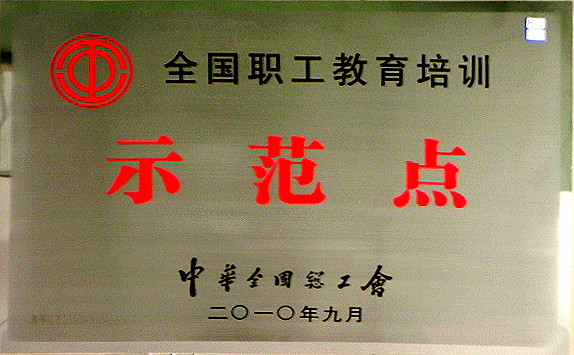 全国职工教育培训
示范点
中华全国总工會
二〇一〇年九月